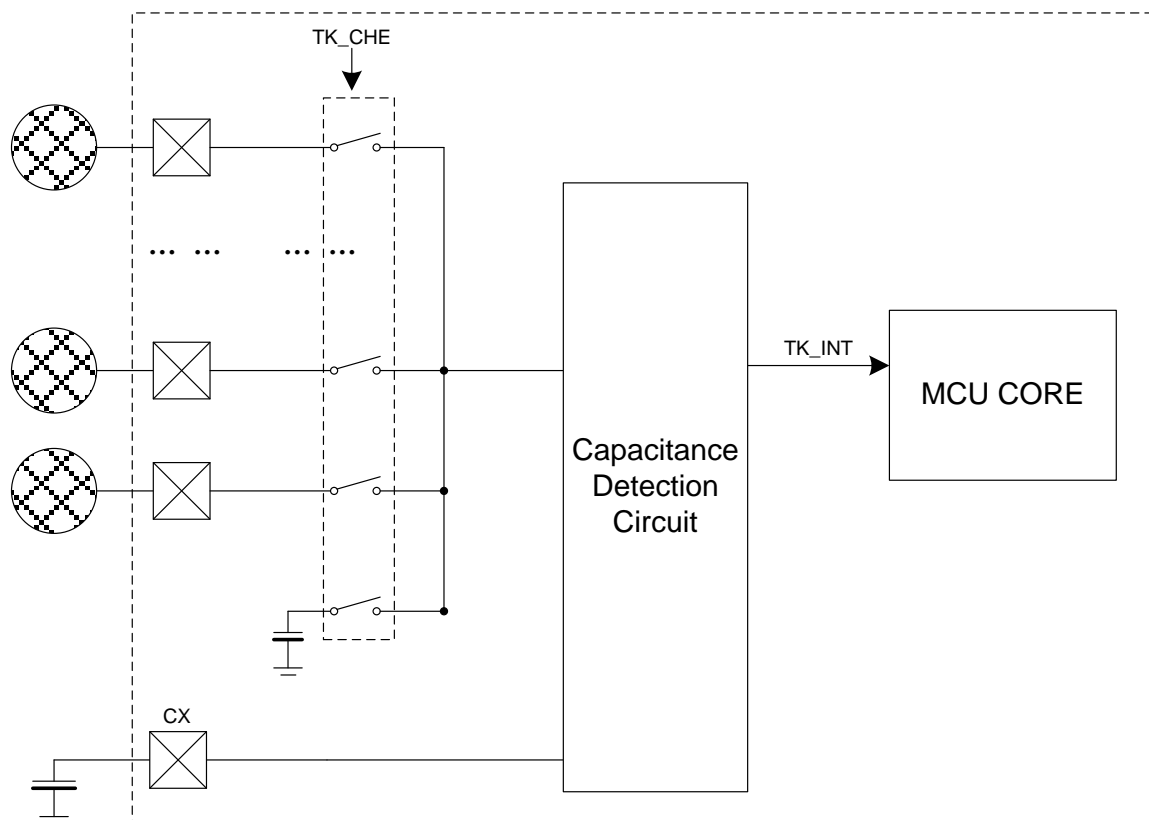 TK_CHE
... ... ... ...
TK_INT
MCU CORE
Capacitance
Detection
Circuit
CX